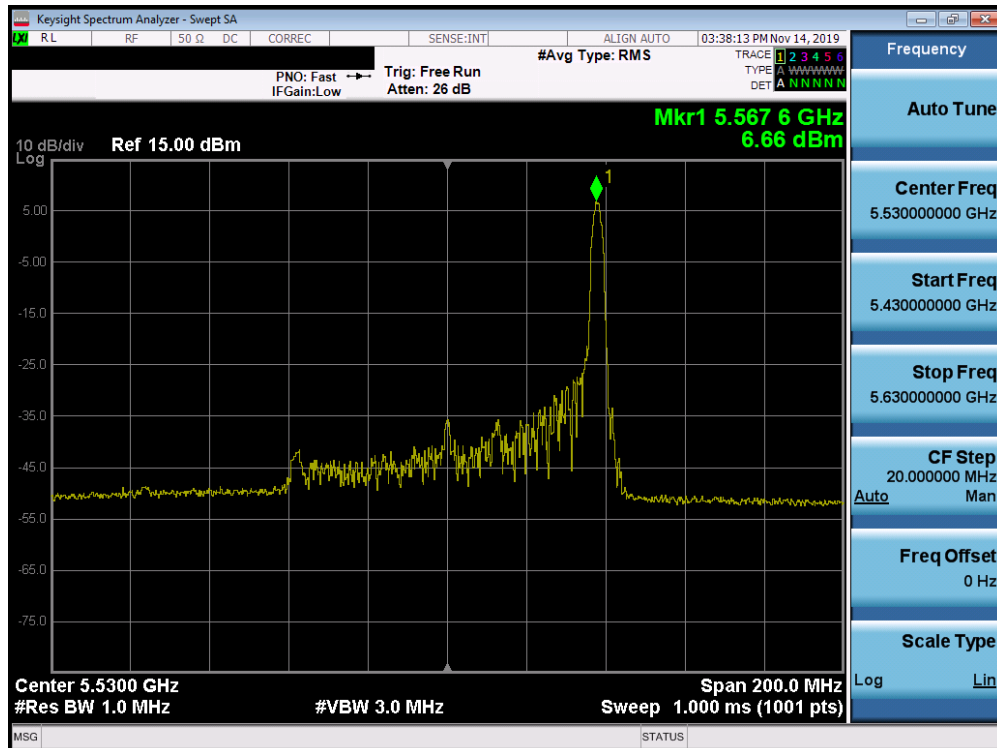 Keysight Spectrum Analyzer - Swept SA
LXI RL RF 50 Ω DC CORREC SENSE:INT ALIGN AUTO 03:38:13 PM Nov 14, 2019
#Avg Type: RMS TRACE 1 2 3 4 5 6
PNO: Fast Trig: Free Run TYPE A WWWWW
IFGain:Low Atten: 26 dB DET A N N N N N
Mkr1 5.567 6 GHz
6.66 dBm
10 dB/div Ref 15.00 dBm
Log
1
5.00
-5.00
-15.0
-25.0
-35.0
-45.0
-55.0
-65.0
-75.0
Center 5.5300 GHz Span 200.0 MHz
#Res BW 1.0 MHz #VBW 3.0 MHz Sweep 1.000 ms (1001 pts)
MSG STATUS
Frequency
Auto Tune
Center Freq
5.530000000 GHz
Start Freq
5.430000000 GHz
Stop Freq
5.630000000 GHz
CF Step
20.000000 MHz
Auto Man
Freq Offset
0 Hz
Scale Type
Log Lin